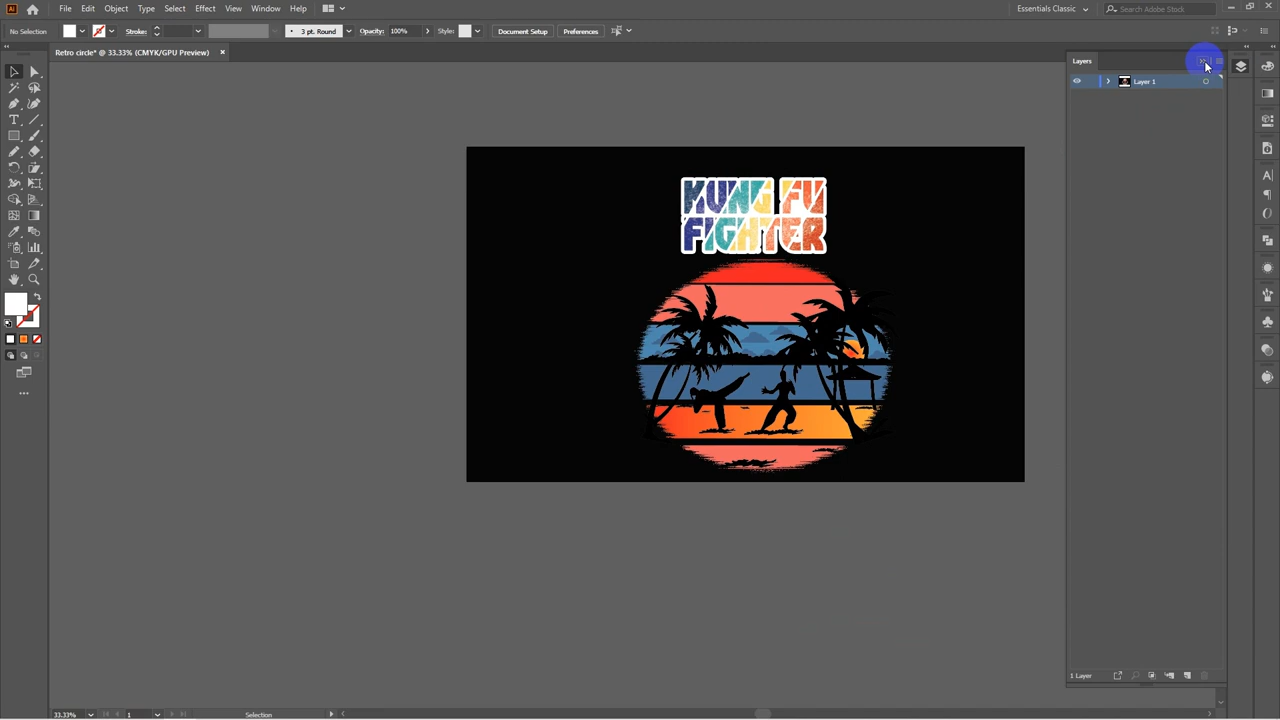 Ai File Edit Object Type Select Effect View Window Help Essentials Classic Search Adobe Stock
No Selection Stroke: 3 pt. Round Opacity: 100% Style: Document Setup Preferences
Retro circle* @ 33.33% (CMYK/GPU Preview)
Layers
Layer 1
KUNG FU
FIGHTER
1 Layer
33.33% 1 Selection